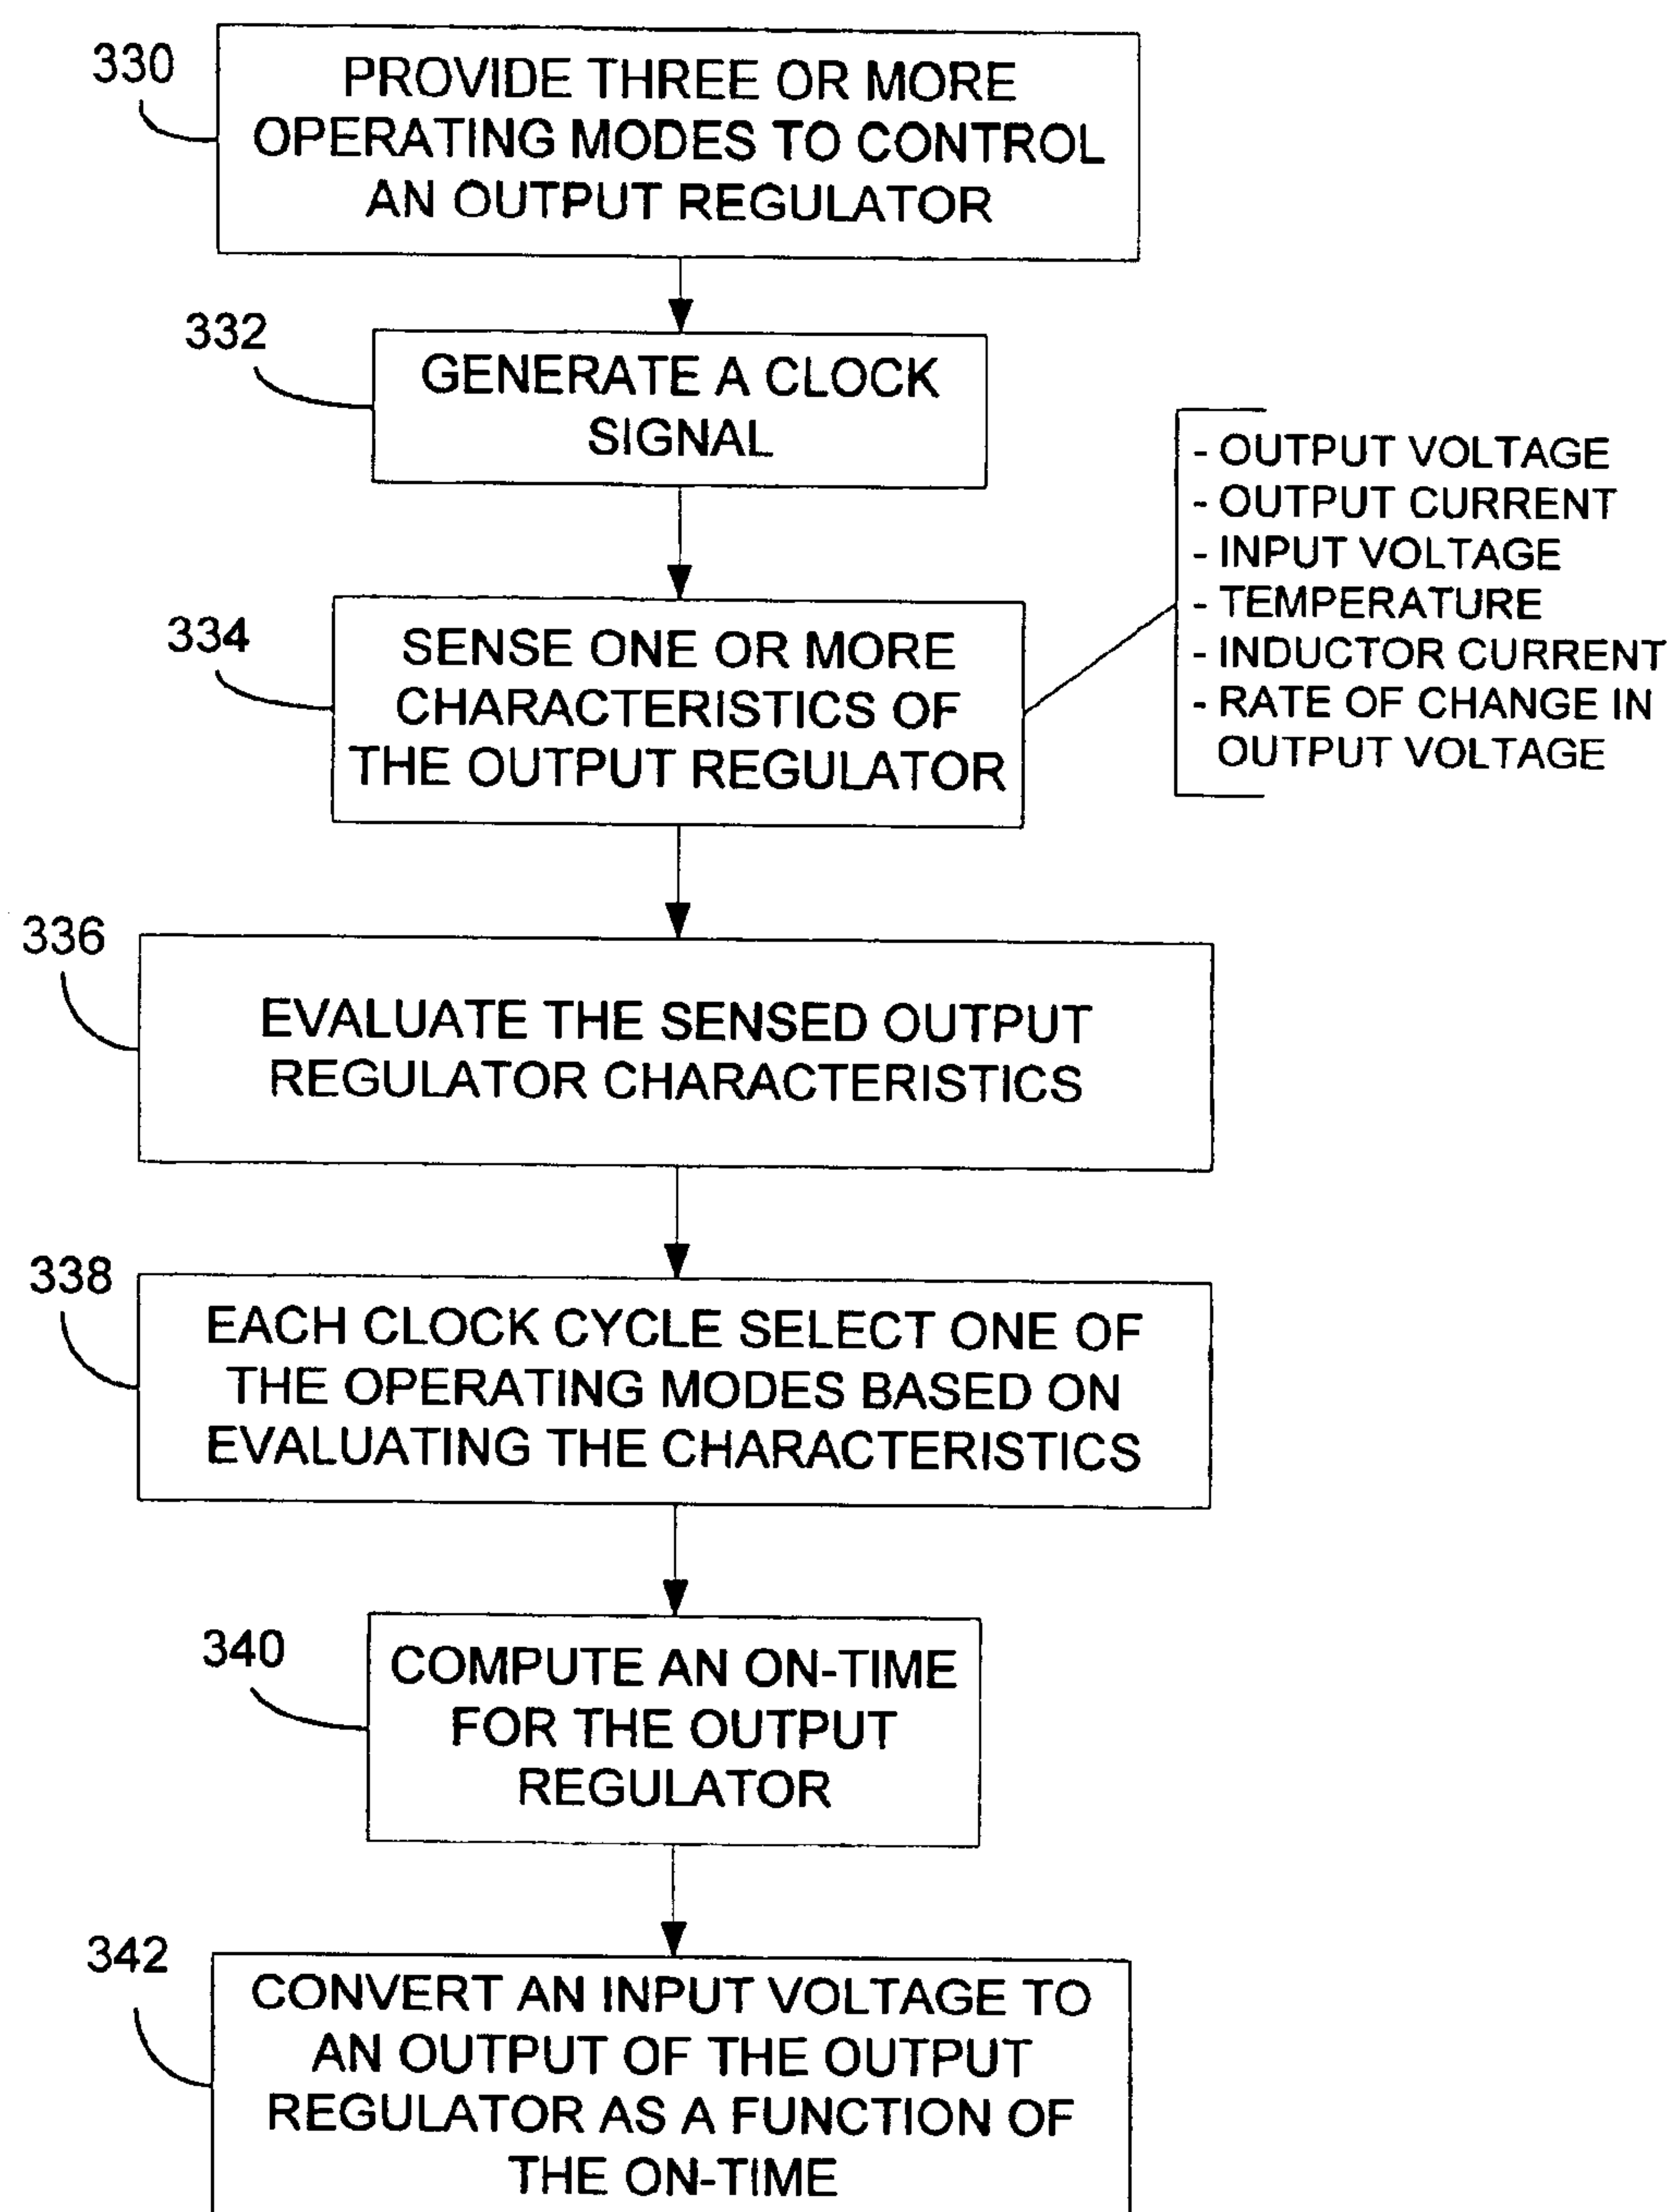 330
PROVIDE THREE OR MORE
OPERATING MODES TO CONTROL
AN OUTPUT REGULATOR
332
GENERATE A CLOCK
SIGNAL
334
SENSE ONE OR MORE
CHARACTERISTICS OF
THE OUTPUT REGULATOR
- OUTPUT VOLTAGE
- OUTPUT CURRENT
- INPUT VOLTAGE
- TEMPERATURE
- INDUCTOR CURRENT
- RATE OF CHANGE IN
OUTPUT VOLTAGE
336
EVALUATE THE SENSED OUTPUT
REGULATOR CHARACTERISTICS
338
EACH CLOCK CYCLE SELECT ONE OF
THE OPERATING MODES BASED ON
EVALUATING THE CHARACTERISTICS
340
COMPUTE AN ON-TIME
FOR THE OUTPUT
REGULATOR
342
CONVERT AN INPUT VOLTAGE TO
AN OUTPUT OF THE OUTPUT
REGULATOR AS A FUNCTION OF
THE ON-TIME